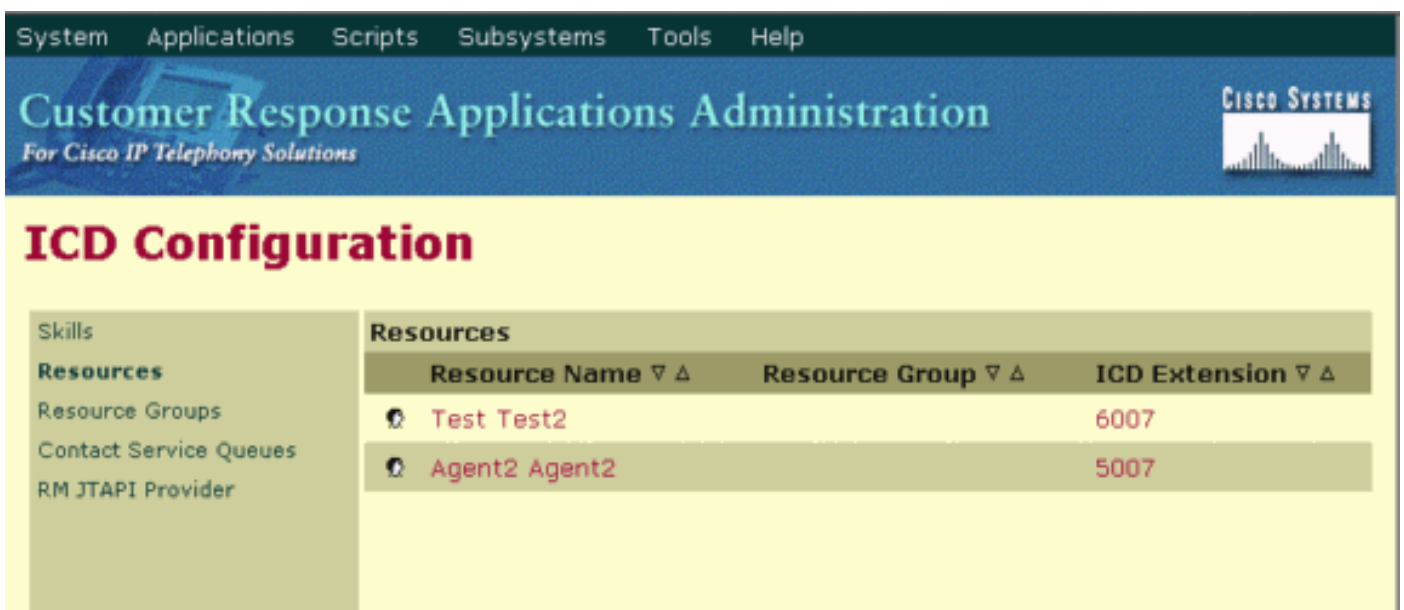 System Applications Scripts Subsystems Tools Help
Customer Response Applications Administration
For Cisco IP Telephony Solutions
CISCO SYSTEMS
ICD Configuration
Skills
Resources
Resource Groups
Contact Service Queues
RM JTAPI Provider
Resources
Resource Name ▽ △ Resource Group ▽ △ ICD Extension ▽ △
Test Test2 6007
Agent2 Agent2 5007